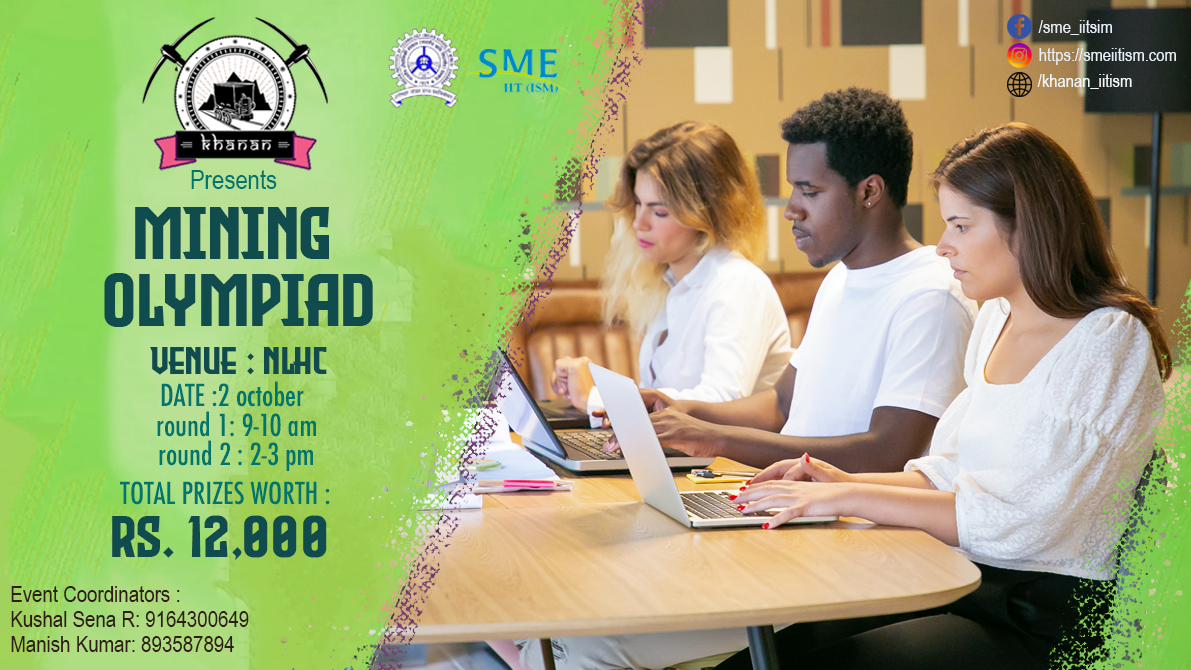 khanan
Presents
MINING
OLYMPIAD
VENUE : NLHC
DATE :2 october
round 1: 9-10 am
round 2 : 2-3 pm
TOTAL PRIZES WORTH :
RS. 12,000
Event Coordinators :
Kushal Sena R: 9164300649
Manish Kumar: 893587894
SME
IIT (ISM)
/sme_iitsim
https://smeiitism.com
/khanan_iitism